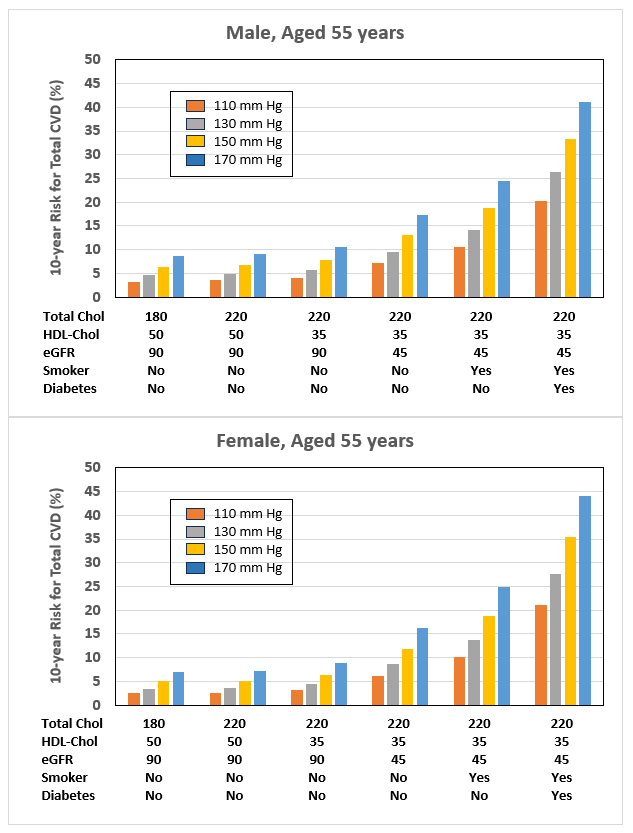 Male, Aged 55 years
10-year Risk for Total CVD (%)
50
45
40
35
30
25
20
15
10
5
0
110 mm Hg
130 mm Hg
150 mm Hg
170 mm Hg
Total Chol 180 220 220 220 220 220
HDL-Chol 50 50 35 35 35 35
eGFR 90 90 90 45 45 45
Smoker No No No No Yes Yes
Diabetes No No No No No Yes
Female, Aged 55 years
10-year Risk for Total CVD (%)
50
45
40
35
30
25
20
15
10
5
0
110 mm Hg
130 mm Hg
150 mm Hg
170 mm Hg
Total Chol 180 220 220 220 220 220
HDL-Chol 50 50 35 35 35 35
eGFR 90 90 90 45 45 45
Smoker No No No No Yes Yes
Diabetes No No No No No Yes